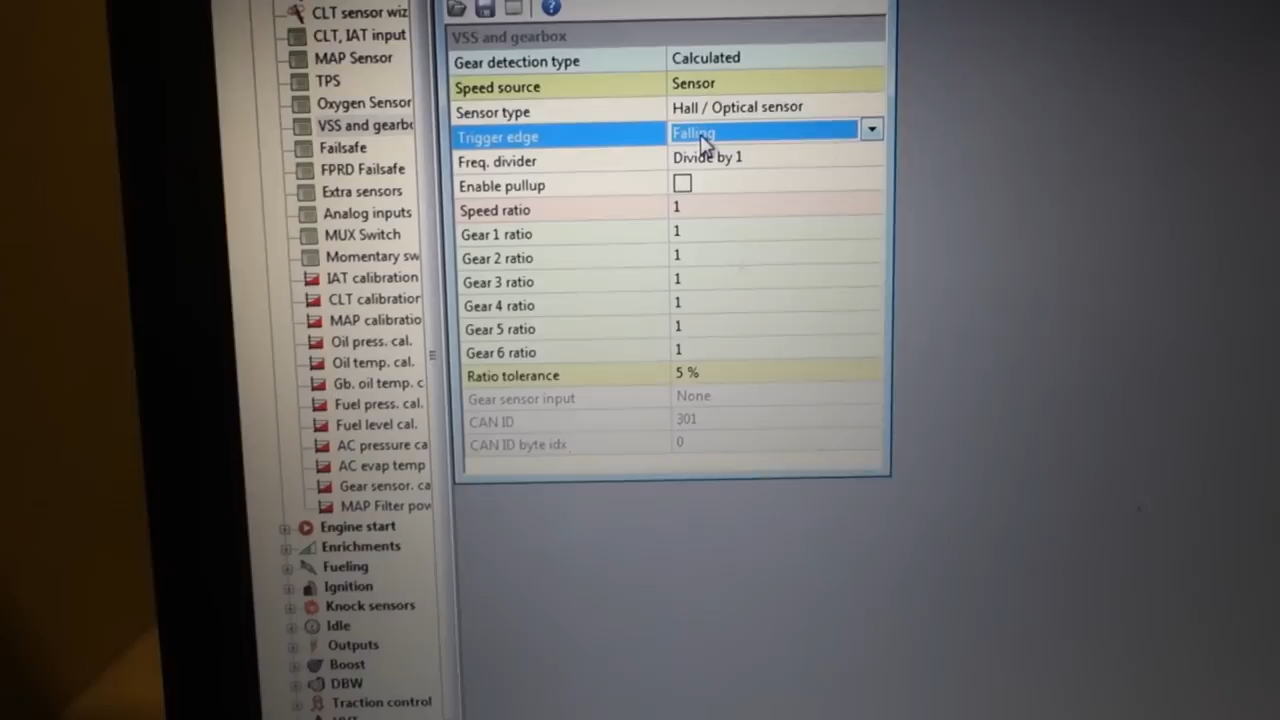 CLT sensor wiz
CLT, IAT input
MAP Sensor
TPS
Oxygen Sensor
VSS and gearbo
Failsafe
FPRD Failsafe
Extra sensors
Analog inputs
MUX Switch
Momentary sw
IAT calibration
CLT calibration
MAP calibratio
Oil press. cal.
Oil temp. cal.
Gb. oil temp. c
Fuel press. cal.
Fuel level cal.
AC pressure ca
AC evap temp
Gear sensor. ca
MAP Filter pow
Engine start
Enrichments
Fueling
Ignition
Knock sensors
Idle
Outputs
Boost
DBW
Traction control
VSS and gearbox
Gear detection type Calculated
Speed source Sensor
Sensor type Hall / Optical sensor
Trigger edge Falling
Freq. divider Divide by 1
Enable pullup
Speed ratio 1
Gear 1 ratio 1
Gear 2 ratio 1
Gear 3 ratio 1
Gear 4 ratio 1
Gear 5 ratio 1
Gear 6 ratio 1
Ratio tolerance 5 %
Gear sensor input None
CAN ID 301
CAN ID byte idx 0